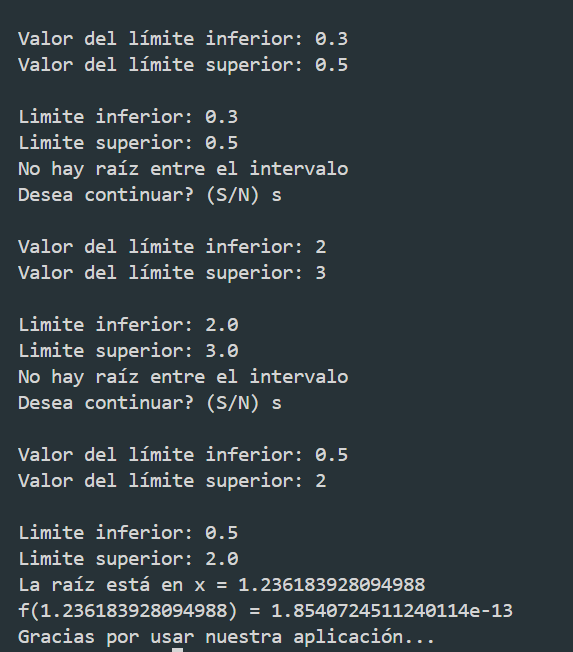 Valor del límite inferior: 0.3
Valor del límite superior: 0.5
Limite inferior: 0.3
Limite superior: 0.5
No hay raíz entre el intervalo
Desea continuar? (S/N) s
Valor del límite inferior: 2
Valor del límite superior: 3
Limite inferior: 2.0
Limite superior: 3.0
No hay raíz entre el intervalo
Desea continuar? (S/N) s
Valor del límite inferior: 0.5
Valor del límite superior: 2
Limite inferior: 0.5
Limite superior: 2.0
La raíz está en x = 1.236183928094988
f(1.236183928094988) = 1.8540724511240114e-13
Gracias por usar nuestra aplicación...